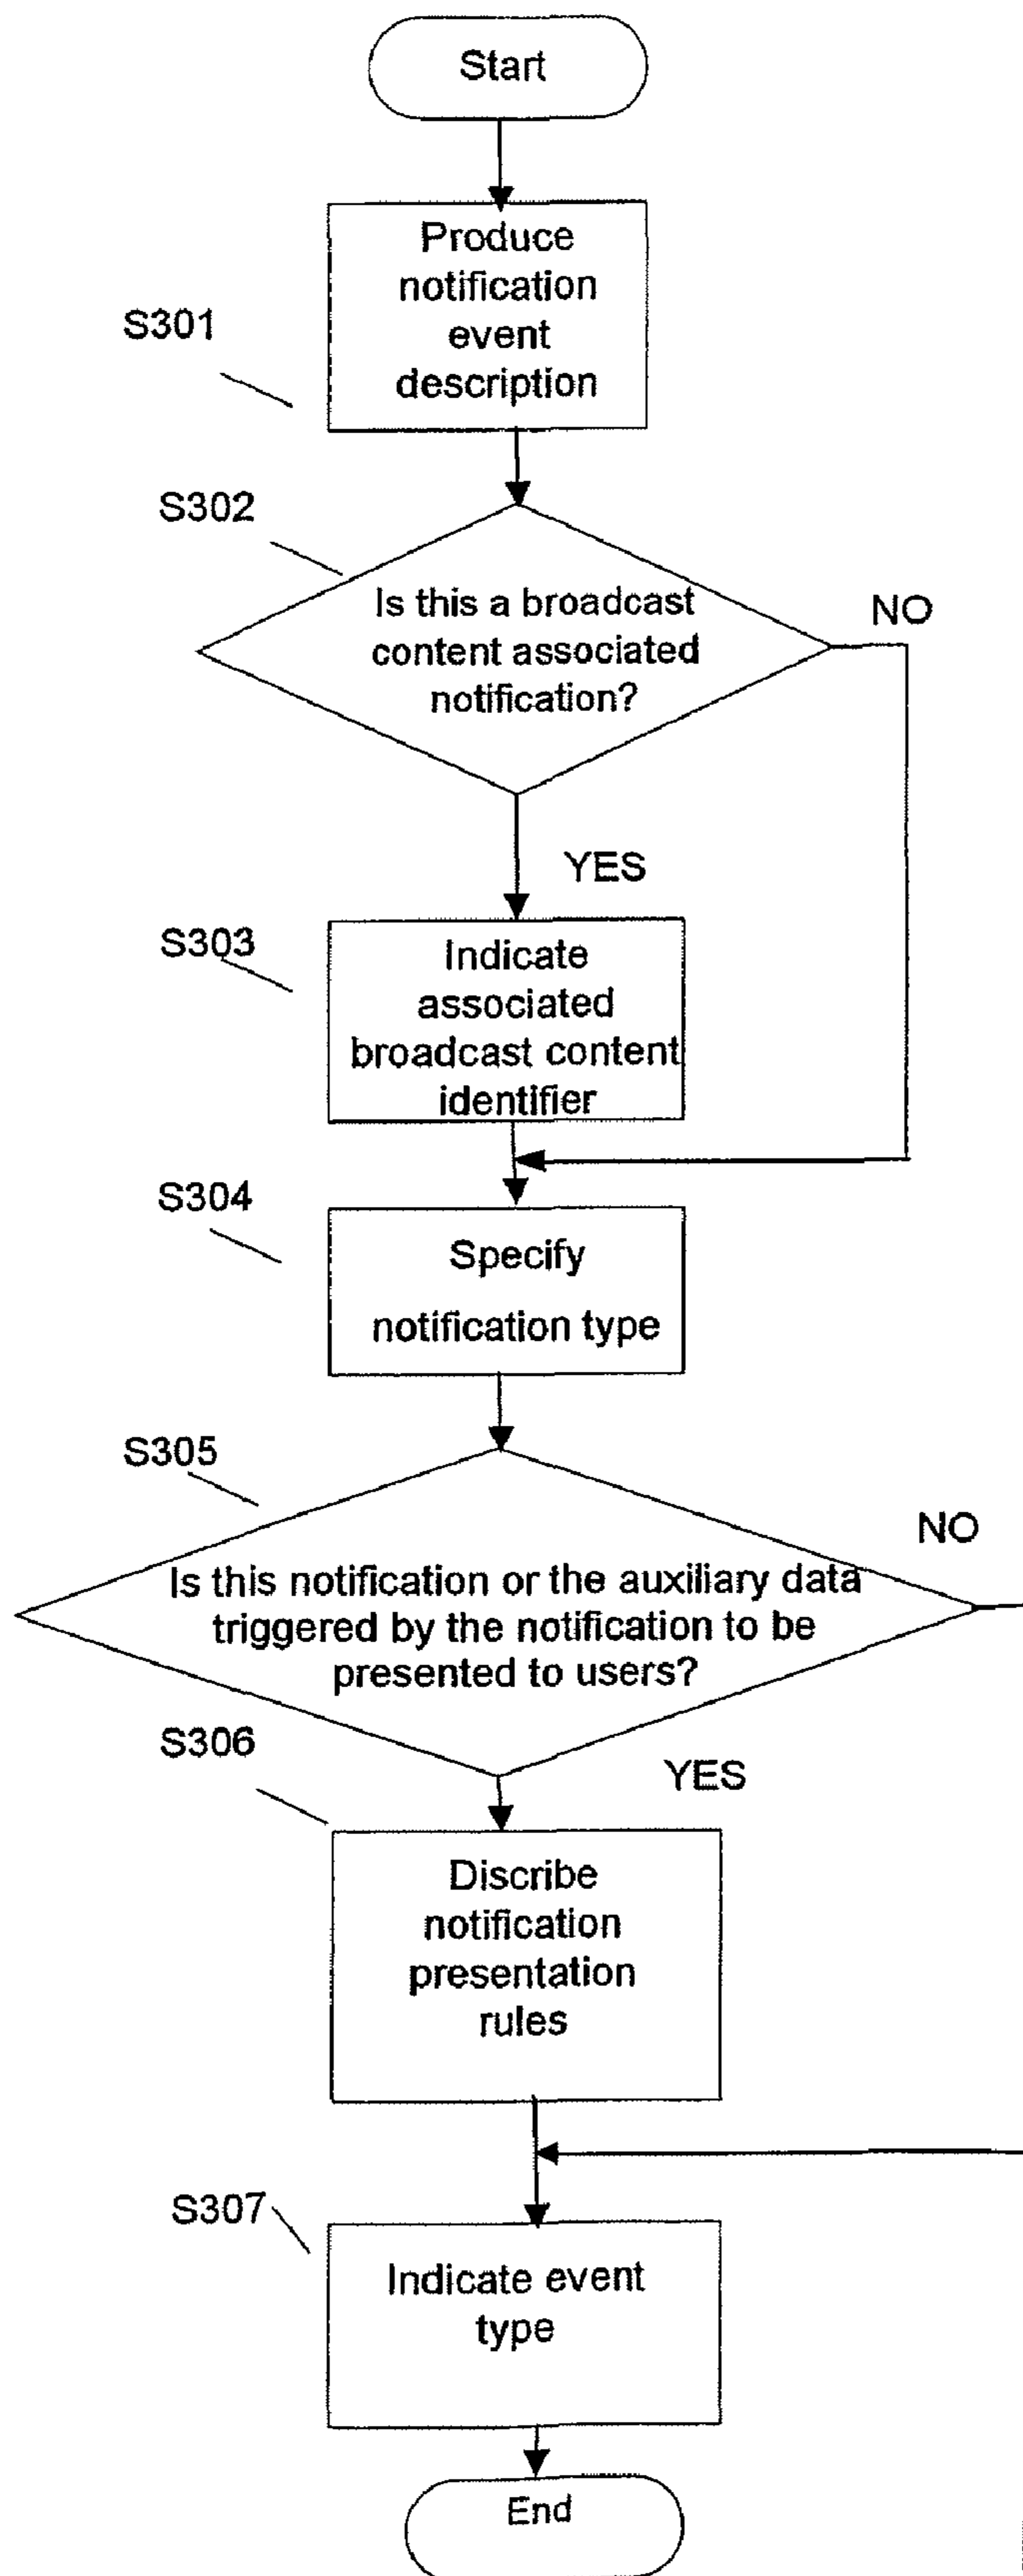 Start
Produce
notification
event
description
S301
S302
Is this a broadcast
content associated
notification?
NO
YES
S303
Indicate
associated
broadcast content
identifier
S304
Specify
notification type
S305
NO
Is this notification or the auxiliary data
triggered by the notification to be
presented to users?
S306
YES
Discribe
notification
presentation
rules
S307
Indicate event
type
End